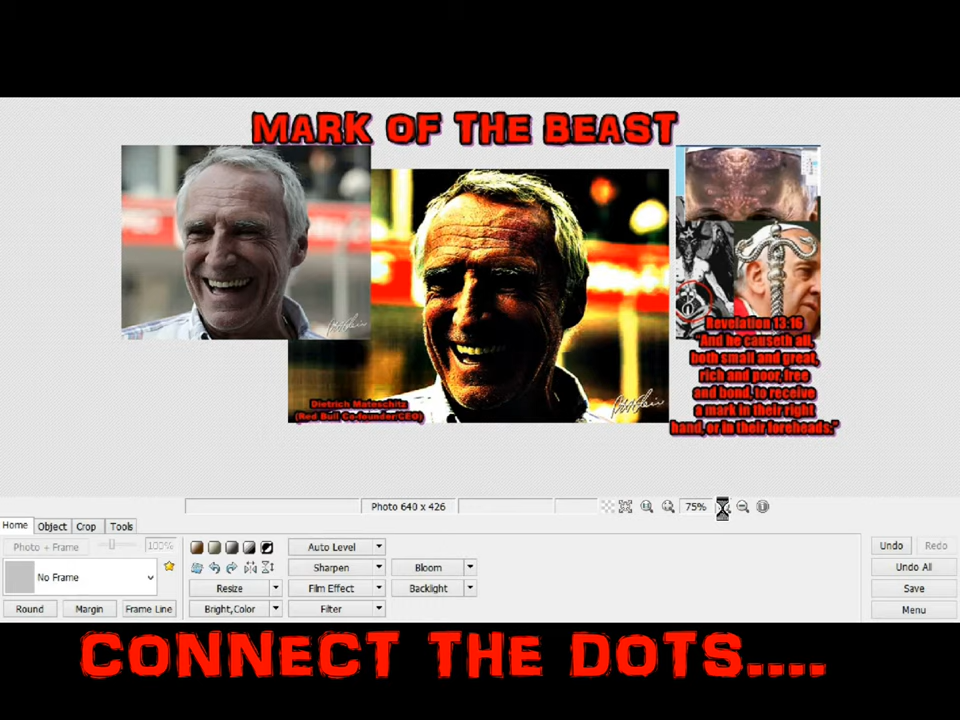 MARK OF THE BEAST
Dietrich Mateschitz
(Red Bull Co-founder/CEO)
Revelation 13:16
"And he causeth all,
both small and great,
rich and poor, free
and bond, to receive
a mark in their right
hand, or in their foreheads:"
Photo 640 x 426
75%
Home Object Crop Tools
Photo + Frame 100% Auto Level Undo Redo
No Frame Sharpen Bloom Undo All
Resize Film Effect Backlight Save
Round Margin Frame Line Bright,Color Filter Menu
CONNECT THE DOTS....